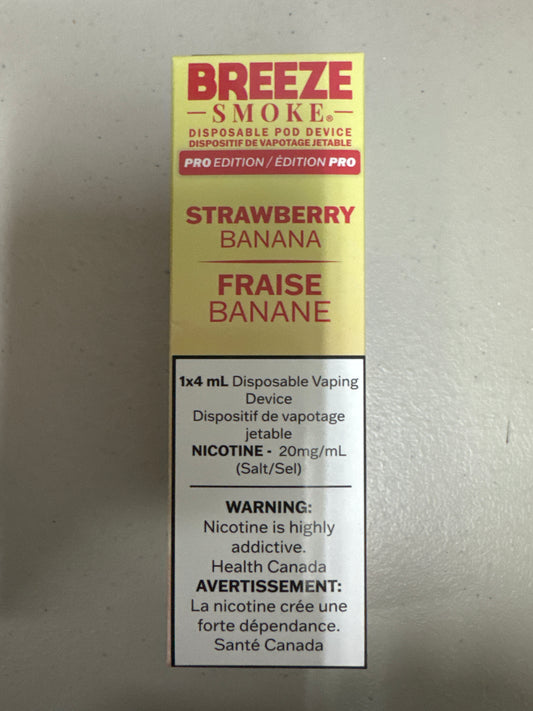 BREEZE
SMOKE®
DISPOSABLE POD DEVICE
DISPOSITIF DE VAPOTAGE JETABLE
PRO EDITION / ÉDITION PRO
STRAWBERRY
BANANA
FRAISE
BANANE
1x4 mL Disposable Vaping
Device
Dispositif de vapotage
jetable
NICOTINE - 20mg/mL
(Salt/Sel)
WARNING:
Nicotine is highly
addictive.
Health Canada
AVERTISSEMENT:
La nicotine crée une
forte dépendance.
Santé Canada